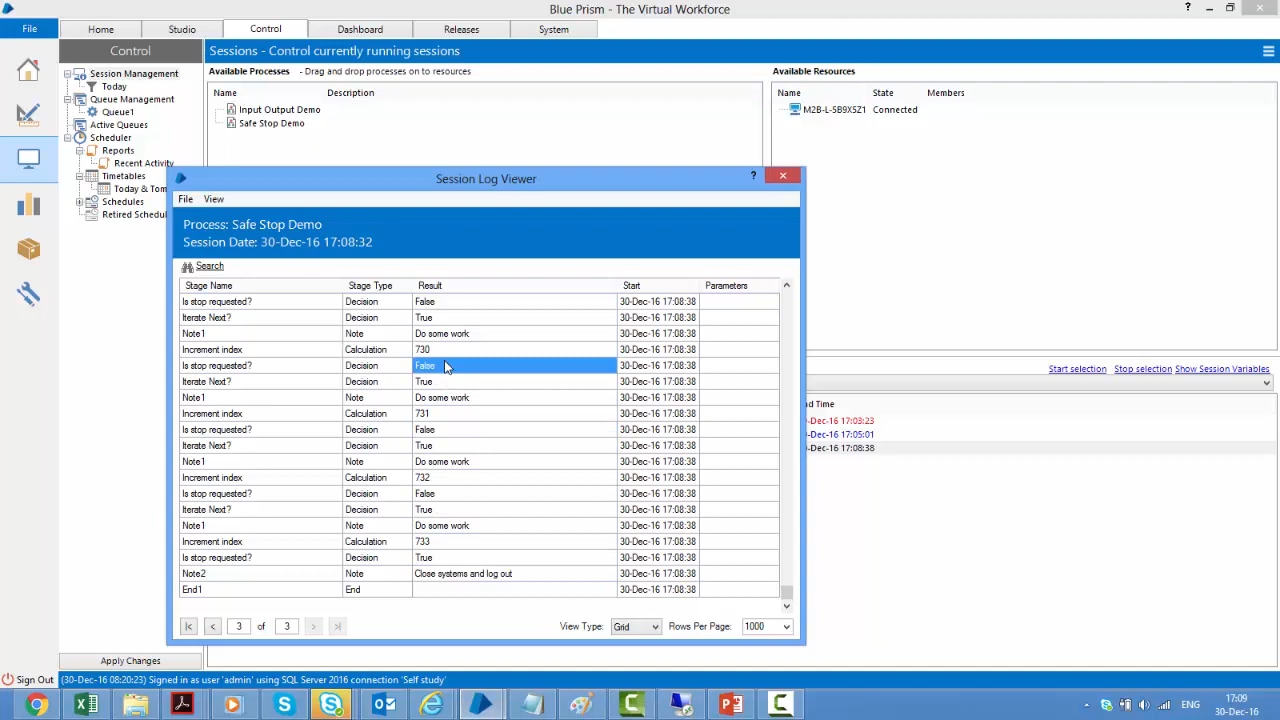 Blue Prism - The Virtual Workforce
?
File
Home
Studio
Control
Dashboard
Releases
System
Control
Sessions - Control currently running sessions
Session Management
Today
Queue Management
Queue1
Active Queues
Scheduler
Reports
Recent Activity
Timetables
Today & Tom
Schedules
Retired Schedul
Available Processes - Drag and drop processes on to resources
Name Description
Input Output Demo
Safe Stop Demo
Available Resources
Name State Members
M2B-L-5B9X5Z1 Connected
Session Log Viewer
?
File View
Process: Safe Stop Demo
Session Date: 30-Dec-16 17:08:32
Search
Stage Name Stage Type Result Start Parameters
Is stop requested? Decision False 30-Dec-16 17:08:38
Iterate Next? Decision True 30-Dec-16 17:08:38
Note1 Note Do some work 30-Dec-16 17:08:38
Increment index Calculation 730 30-Dec-16 17:08:38
Is stop requested? Decision False 30-Dec-16 17:08:38
Iterate Next? Decision True 30-Dec-16 17:08:38
Note1 Note Do some work 30-Dec-16 17:08:38
Increment index Calculation 731 30-Dec-16 17:08:38
Is stop requested? Decision False 30-Dec-16 17:08:38
Iterate Next? Decision True 30-Dec-16 17:08:38
Note1 Note Do some work 30-Dec-16 17:08:38
Increment index Calculation 732 30-Dec-16 17:08:38
Is stop requested? Decision False 30-Dec-16 17:08:38
Iterate Next? Decision True 30-Dec-16 17:08:38
Note1 Note Do some work 30-Dec-16 17:08:38
Increment index Calculation 733 30-Dec-16 17:08:38
Is stop requested? Decision True 30-Dec-16 17:08:38
Note2 Note Close systems and log out 30-Dec-16 17:08:38
End1 End 30-Dec-16 17:08:38
3 of 3
View Type: Grid Rows Per Page: 1000
Start selection Stop selection Show Session Variables
d Time
-Dec-16 17:03:23
-Dec-16 17:05:01
-Dec-16 17:08:38
Apply Changes
Sign Out
(30-Dec-16 08:20:23) Signed in as user 'admin' using SQL Server 2016 connection 'Self study'
ENG
17:09
30-Dec-16